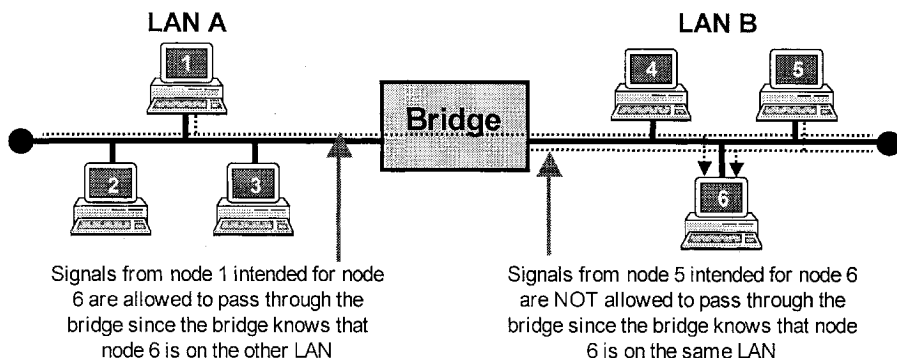 LAN A
LAN B
1
4
5
Bridge
2
3
6
Signals from node 1 intended for node
6 are allowed to pass through the
bridge since the bridge knows that
node 6 is on the other LAN
Signals from node 5 intended for node 6
are NOT allowed to pass through the
bridge since the bridge knows that node
6 is on the same LAN